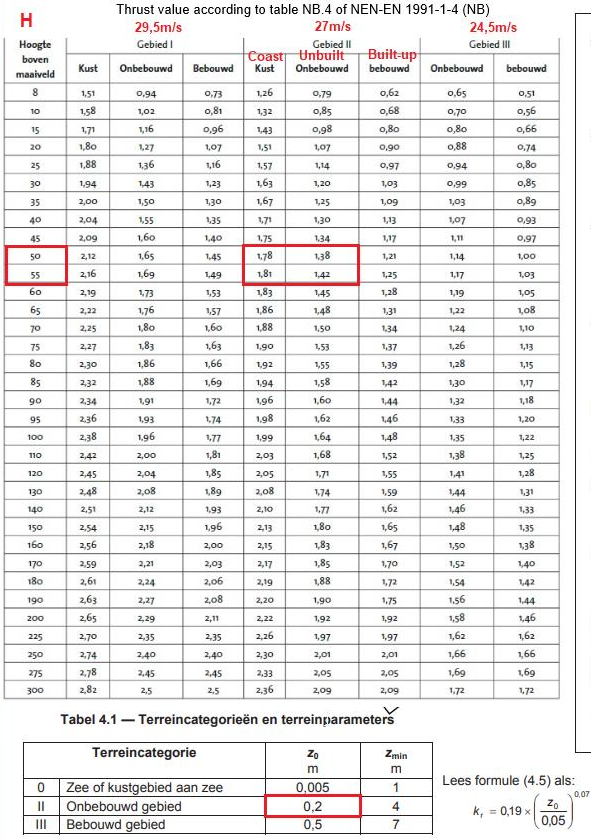 Thrust value according to table NB.4 of NEN-EN 1991-1-4 (NB)
H 29,5m/s 27m/s 24,5m/s
Hoogte boven maaiveld Gebied I Gebied II Gebied III
Coast Unbuilt Built-up
Kust Onbebouwd Bebouwd Kust Onbebouwd bebouwd Onbebouwd bebouwd
8 1,51 0,94 0,73 1,26 0,79 0,62 0,65 0,51
10 1,58 1,02 0,81 1,32 0,85 0,68 0,70 0,56
15 1,71 1,16 0,96 1,43 0,98 0,80 0,80 0,66
20 1,80 1,27 1,07 1,51 1,07 0,90 0,88 0,74
25 1,88 1,36 1,16 1,57 1,14 0,97 0,94 0,80
30 1,94 1,43 1,23 1,63 1,20 1,03 0,99 0,85
35 2,00 1,50 1,30 1,67 1,25 1,09 1,03 0,89
40 2,04 1,55 1,35 1,71 1,30 1,13 1,07 0,93
45 2,09 1,60 1,40 1,75 1,34 1,17 1,11 0,97
50 2,12 1,65 1,45 1,78 1,38 1,21 1,14 1,00
55 2,16 1,69 1,49 1,81 1,42 1,25 1,17 1,03
60 2,19 1,73 1,53 1,83 1,45 1,28 1,19 1,05
65 2,22 1,76 1,57 1,86 1,48 1,31 1,22 1,08
70 2,25 1,80 1,60 1,88 1,50 1,34 1,24 1,10
75 2,27 1,83 1,63 1,90 1,53 1,37 1,26 1,13
80 2,30 1,86 1,66 1,92 1,55 1,39 1,28 1,15
85 2,32 1,88 1,69 1,94 1,58 1,42 1,30 1,17
90 2,34 1,91 1,72 1,96 1,60 1,44 1,32 1,18
95 2,36 1,93 1,74 1,98 1,62 1,46 1,33 1,20
100 2,38 1,96 1,77 1,99 1,64 1,48 1,35 1,22
110 2,42 2,00 1,81 2,03 1,68 1,52 1,38 1,25
120 2,45 2,04 1,85 2,05 1,71 1,55 1,41 1,28
130 2,48 2,08 1,89 2,08 1,74 1,59 1,44 1,31
140 2,51 2,12 1,93 2,10 1,77 1,62 1,46 1,33
150 2,54 2,15 1,96 2,13 1,80 1,65 1,48 1,35
160 2,56 2,18 2,00 2,15 1,83 1,67 1,50 1,38
170 2,59 2,21 2,03 2,17 1,85 1,70 1,52 1,40
180 2,61 2,24 2,06 2,19 1,88 1,72 1,54 1,42
190 2,63 2,27 2,08 2,20 1,90 1,75 1,56 1,44
200 2,65 2,29 2,11 2,22 1,92 1,92 1,58 1,46
225 2,70 2,35 2,35 2,26 1,97 1,97 1,62 1,62
250 2,74 2,40 2,40 2,30 2,01 2,01 1,66 1,66
275 2,78 2,45 2,45 2,33 2,05 2,05 1,69 1,69
300 2,82 2,5 2,5 2,36 2,09 2,09 1,72 1,72
Tabel 4.1 — Terreincategorieën en terreinparameters
Terreincategorie z0 m zmin m
0 Zee of kustgebied aan zee 0,005 1
II Onbebouwd gebied 0,2 4
III Bebouwd gebied 0,5 7
Lees formule (4.5) als:
kr = 0,19 × (z0 / 0,05)^0,07